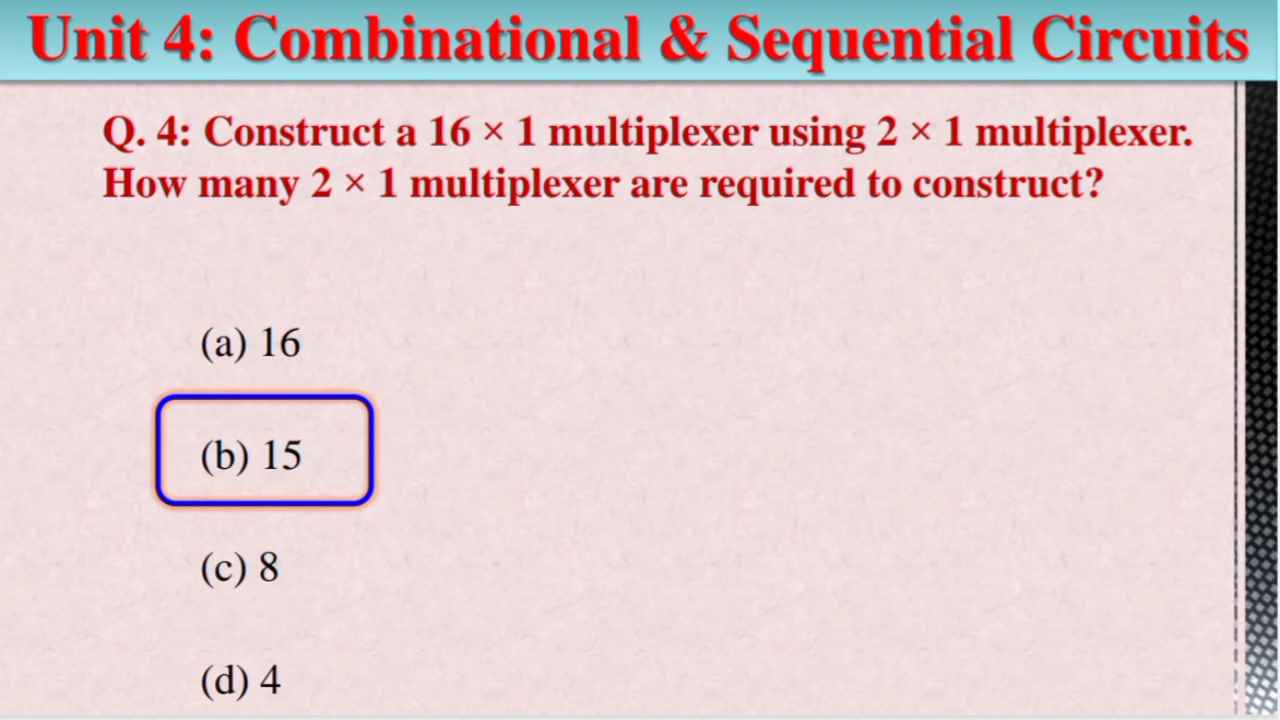 Unit 4: Combinational & Sequential Circuits
Q. 4: Construct a 16 × 1 multiplexer using 2 × 1 multiplexer.
How many 2 × 1 multiplexer are required to construct?
(a) 16
(b) 15
(c) 8
(d) 4